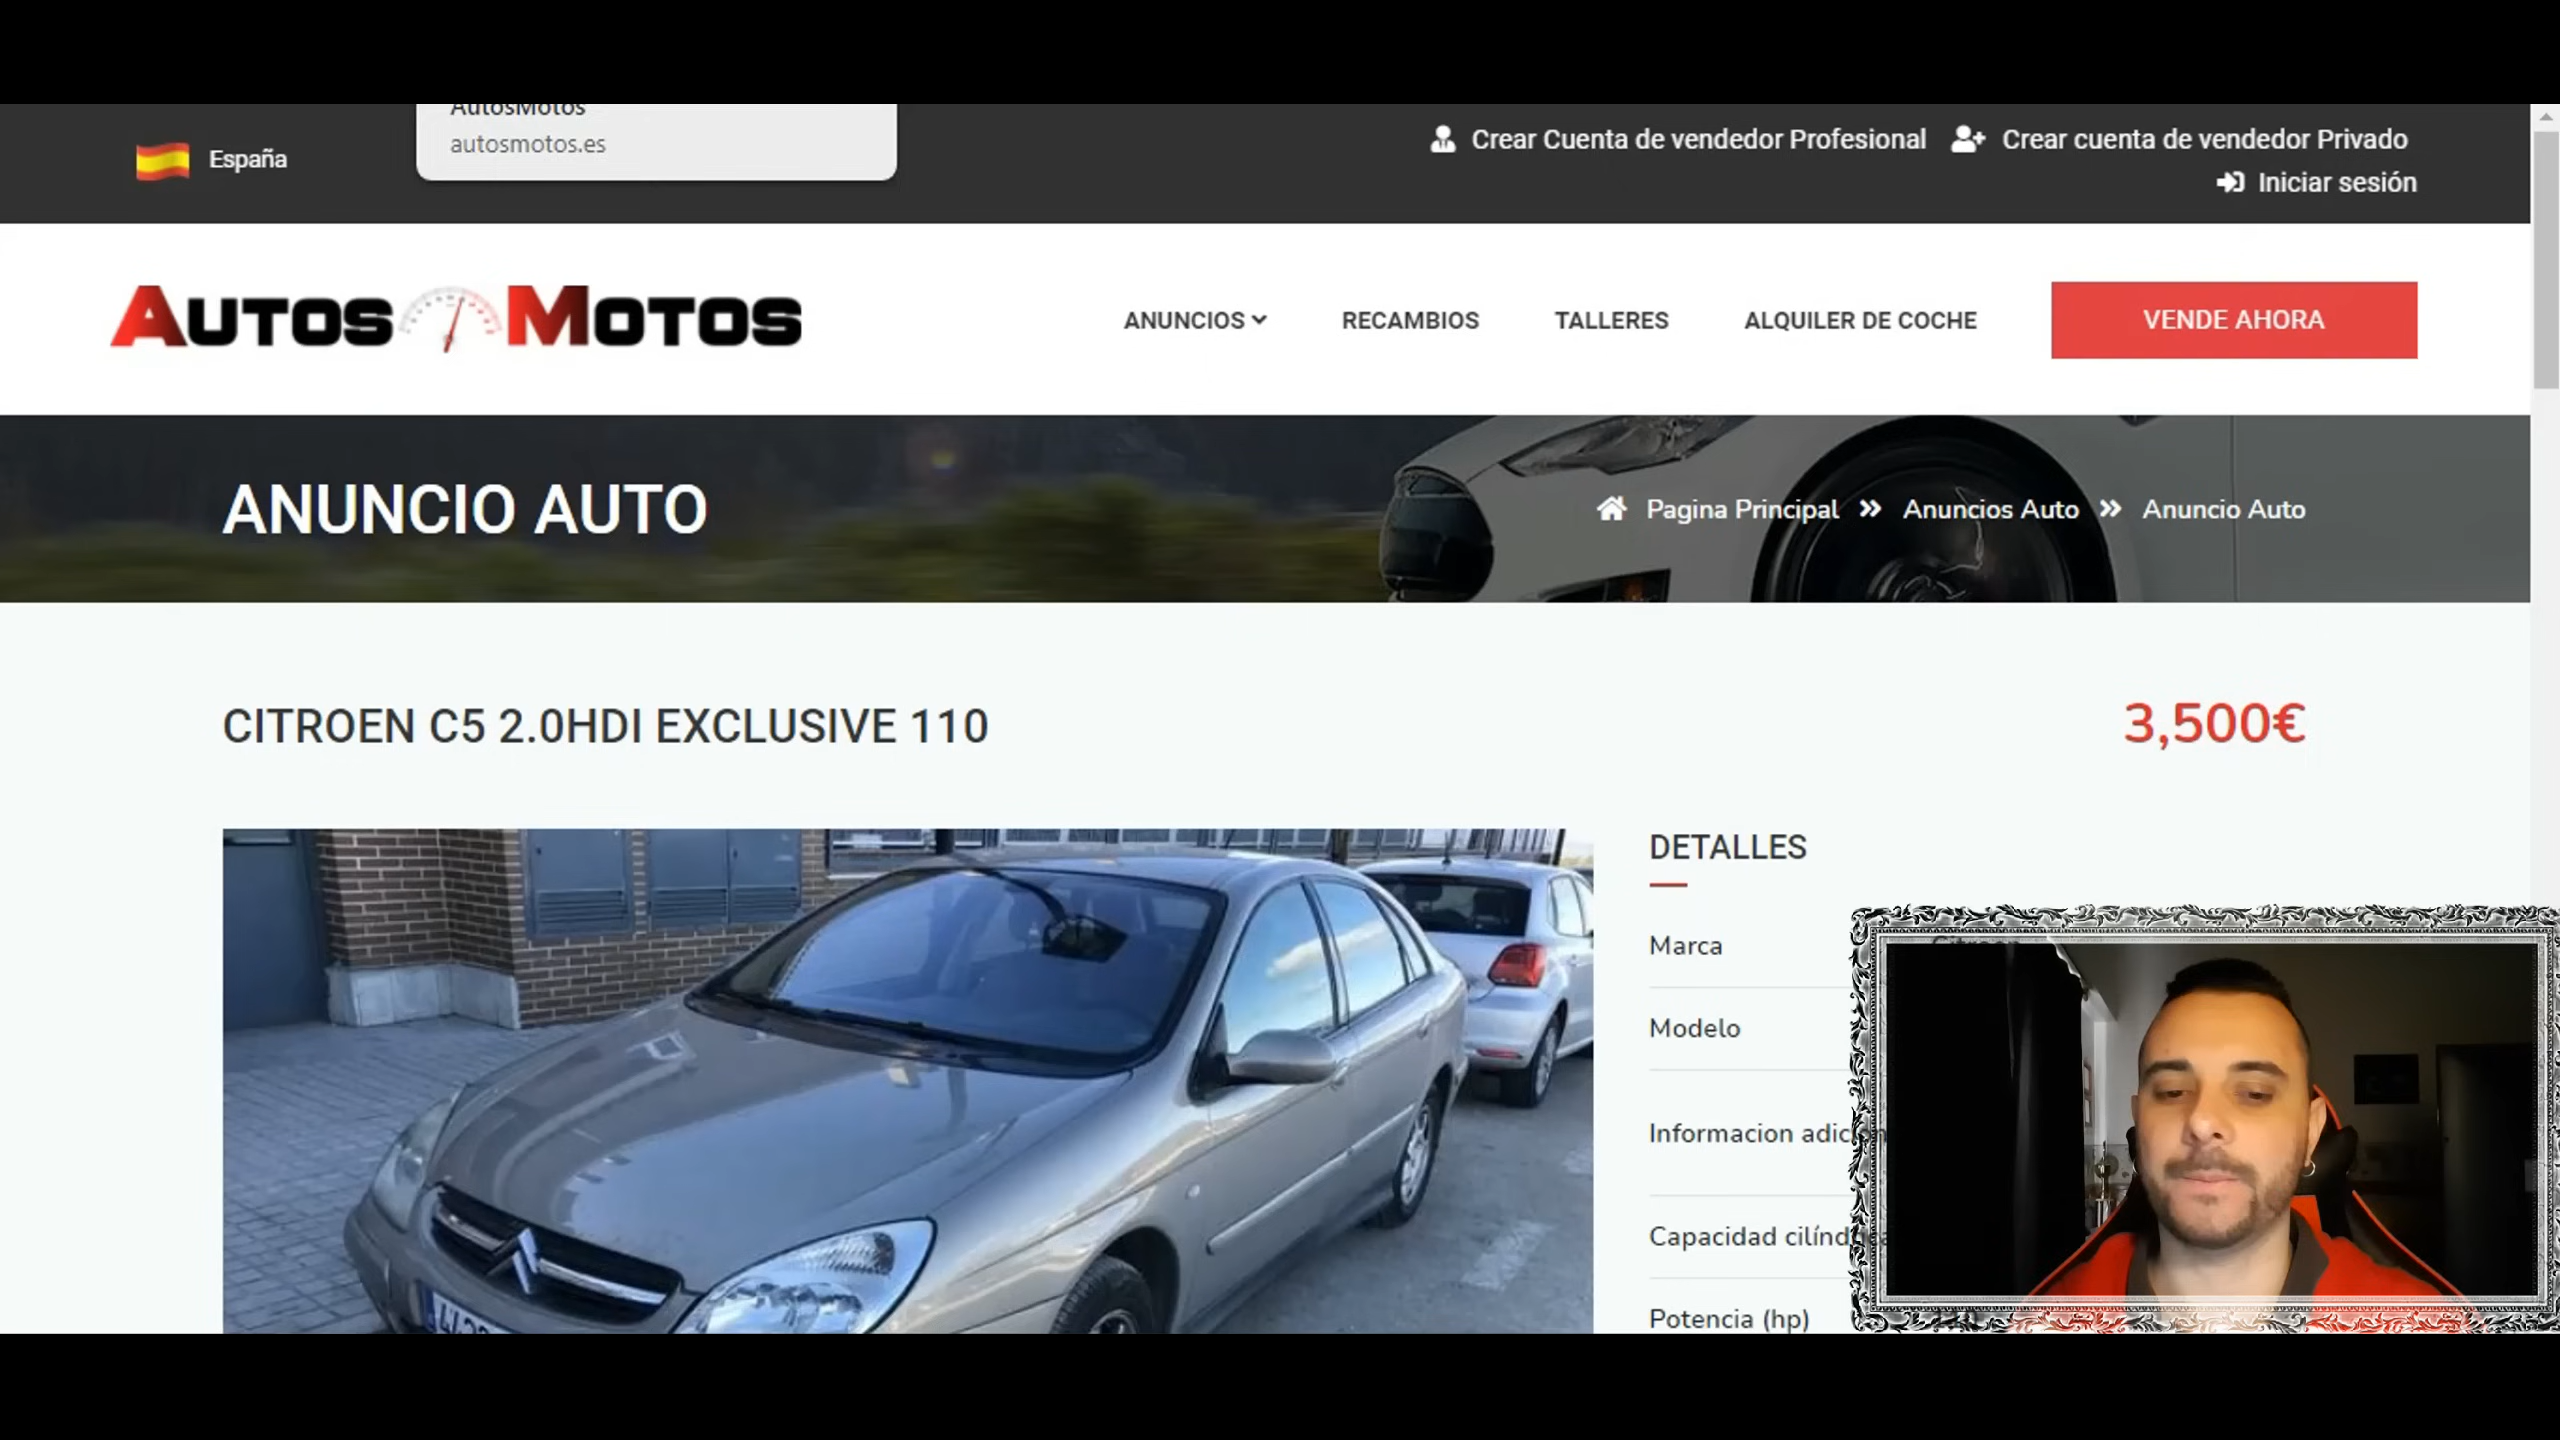 AutosMotos
autosmotos.es
España
Crear Cuenta de vendedor Profesional
Crear cuenta de vendedor Privado
Iniciar sesión
AUTOS MOTOS
ANUNCIOS
RECAMBIOS
TALLERES
ALQUILER DE COCHE
VENDE AHORA
ANUNCIO AUTO
Pagina Principal » Anuncios Auto » Anuncio Auto
CITROEN C5 2.0HDI EXCLUSIVE 110
3,500€
DETALLES
Marca
Modelo
Informacion
Capacidad
Potencia (hp)